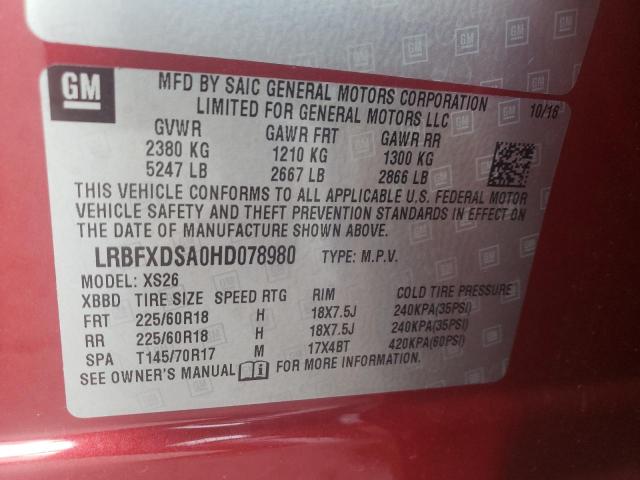 GM
MFD BY SAIC GENERAL MOTORS CORPORATION
LIMITED FOR GENERAL MOTORS LLC 10/16
GVWR GAWR FRT GAWR RR
2380 KG 1210 KG 1300 KG
5247 LB 2667 LB 2866 LB
THIS VEHICLE CONFORMS TO ALL APPLICABLE U.S. FEDERAL MOTOR
VEHICLE SAFETY AND THEFT PREVENTION STANDARDS IN EFFECT ON
THE DATE OF MANUFACTURE SHOWN ABOVE.
LRBFXDSA0HD078980 TYPE: M.P.V.
MODEL: XS26
XBBD TIRE SIZE SPEED RTG RIM COLD TIRE PRESSURE
FRT 225/60R18 H 18X7.5J 240KPA(35PSI)
RR 225/60R18 H 18X7.5J 240KPA(35PSI)
SPA T145/70R17 M 17X4BT 420KPA(60PSI)
SEE OWNER'S MANUAL FOR MORE INFORMATION.